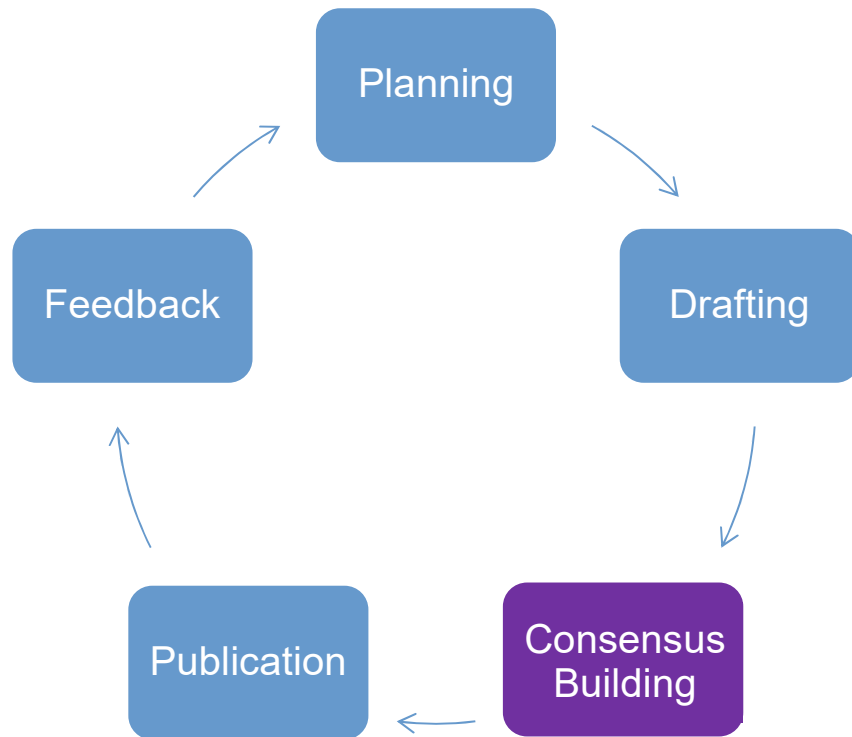 Planning
Drafting
Consensus
Building
Publication
Feedback